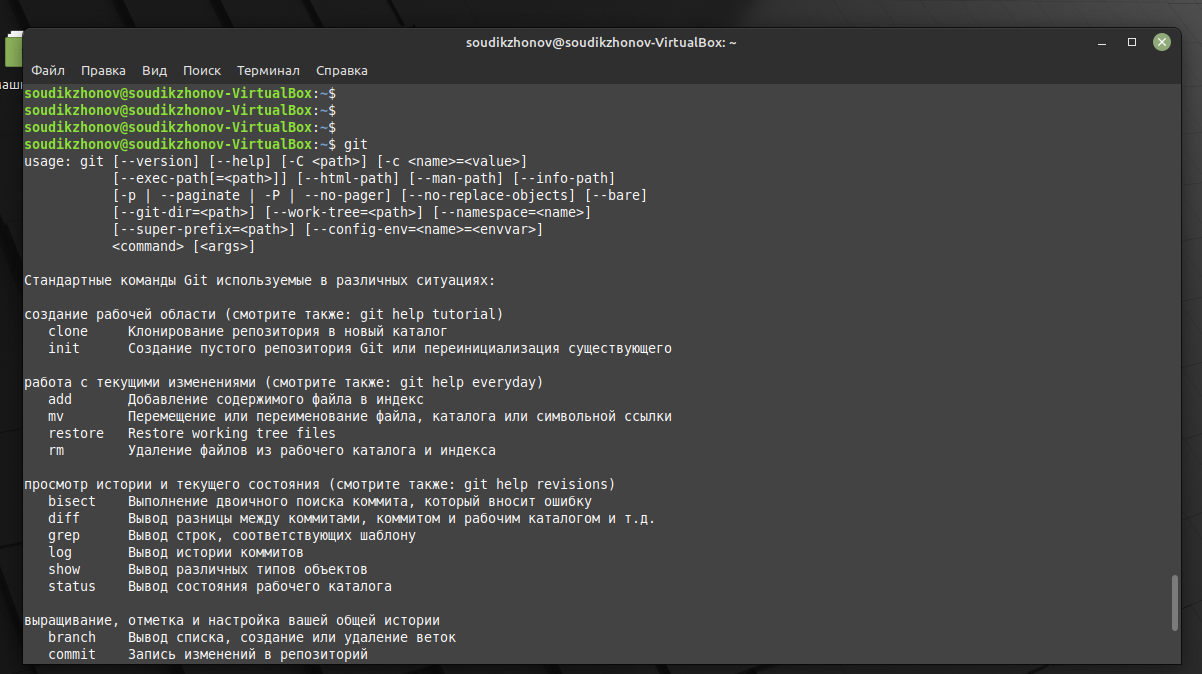 soudikzhonov@soudikzhonov-VirtualBox: ~
Файл Правка Вид Поиск Терминал Справка
soudikzhonov@soudikzhonov-VirtualBox:~$
soudikzhonov@soudikzhonov-VirtualBox:~$
soudikzhonov@soudikzhonov-VirtualBox:~$
soudikzhonov@soudikzhonov-VirtualBox:~$ git
usage: git [--version] [--help] [-C <path>] [-c <name>=<value>]
[--exec-path[=<path>]] [--html-path] [--man-path] [--info-path]
[-p | --paginate | -P | --no-pager] [--no-replace-objects] [--bare]
[--git-dir=<path>] [--work-tree=<path>] [--namespace=<name>]
[--super-prefix=<path>] [--config-env=<name>=<envvar>]
<command> [<args>]
Стандартные команды Git используемые в различных ситуациях:
создание рабочей области (смотрите также: git help tutorial)
clone Клонирование репозитория в новый каталог
init Создание пустого репозитория Git или переинициализация существующего
работа с текущими изменениями (смотрите также: git help everyday)
add Добавление содержимого файла в индекс
mv Перемещение или переименование файла, каталога или символьной ссылки
restore Restore working tree files
rm Удаление файлов из рабочего каталога и индекса
просмотр истории и текущего состояния (смотрите также: git help revisions)
bisect Выполнение двоичного поиска коммита, который вносит ошибку
diff Вывод разницы между коммитами, коммитом и рабочим каталогом и т.д.
grep Вывод строк, соответствующих шаблону
log Вывод истории коммитов
show Вывод различных типов объектов
status Вывод состояния рабочего каталога
выращивание, отметка и настройка вашей общей истории
branch Вывод списка, создание или удаление веток
commit Запись изменений в репозиторий